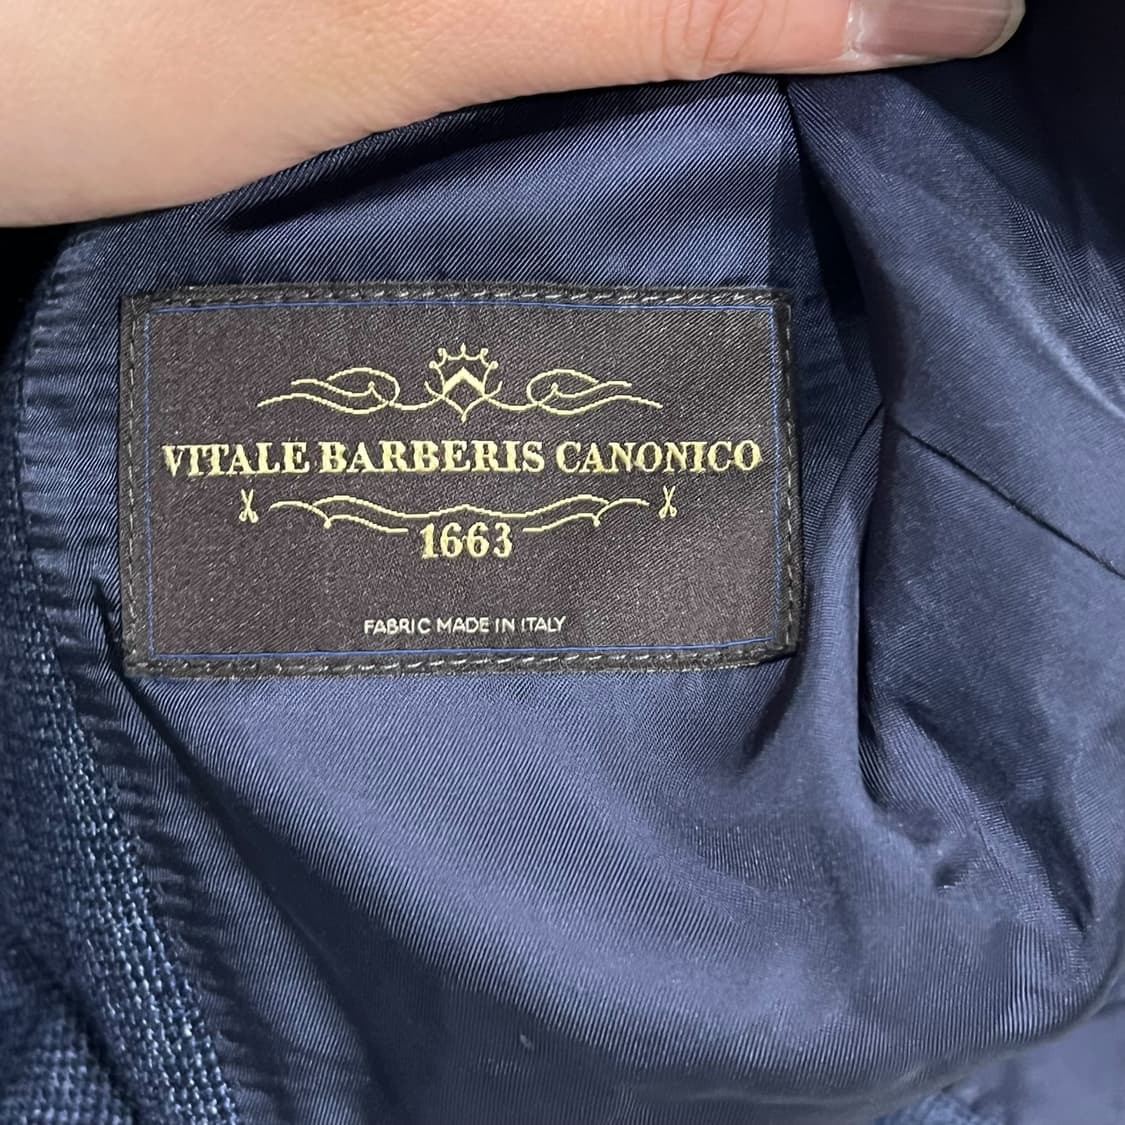 VITALE BARBERIS CANONICO
1663
FABRIC MADE IN ITALY